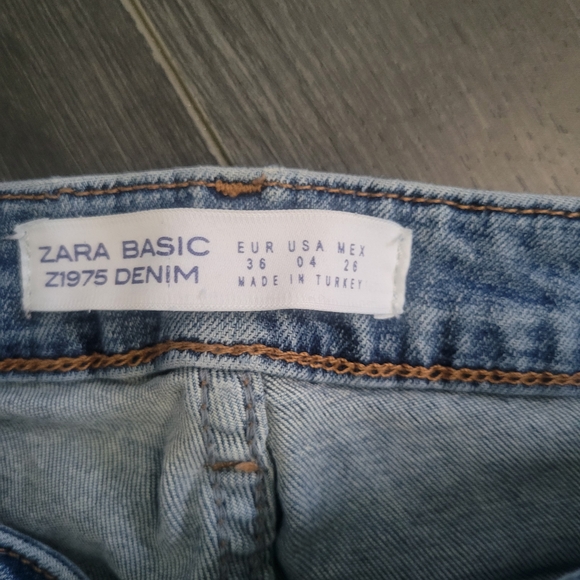 ZARA BASIC
Z1975 DENIM
EUR USA MEX
36 04 26
MADE IN TURKEY